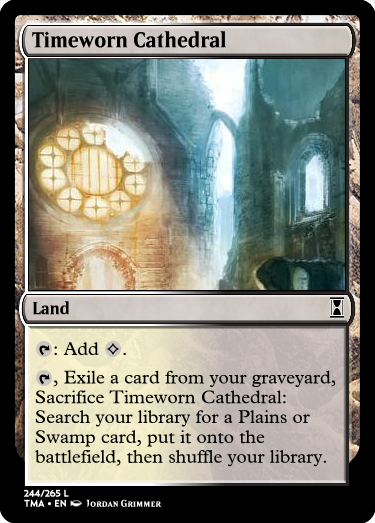 Timeworn Cathedral
Land
: Add .
, Exile a card from your graveyard,
Sacrifice Timeworn Cathedral:
Search your library for a Plains or
Swamp card, put it onto the
battlefield, then shuffle your library.
244/265 L
TMA • EN Jordan Grimmer